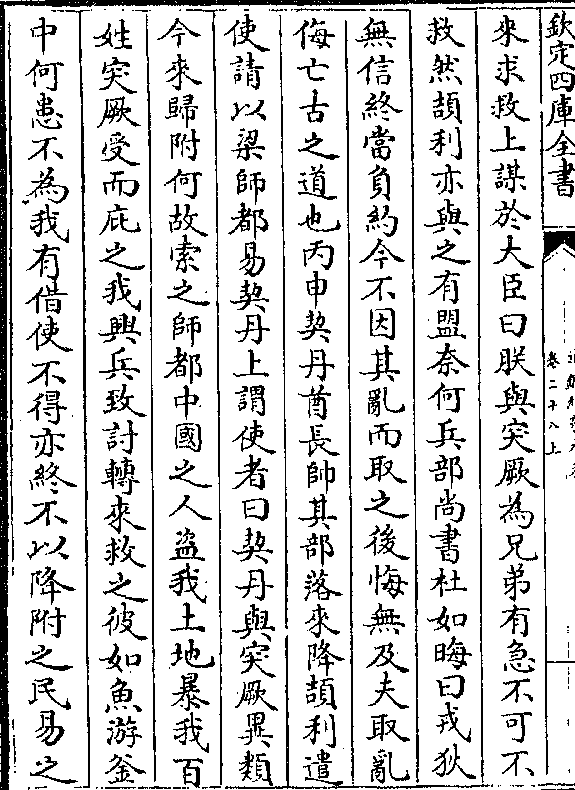 欽定四庫全書
卷二十八上
來求救上謀於大臣曰朕與突厥為兄弟有急不可不
救然頡利亦與之有盟奈何兵部尚書杜如晦曰戎狄
無信終當負約今不因其亂而取之後悔無及夫取亂
侮亡古之道也丙申契丹酋長帥其部落來降頡利遣
使請以梁師都易契丹上謂使者曰契丹與突厥異類
今來歸附何故索之師都中國之人盜我土地暴我百
姓突厥受而庇之我興兵致討轉來救之彼如魚游釜
中何患不為我有借使不得亦終不以降附之民易之